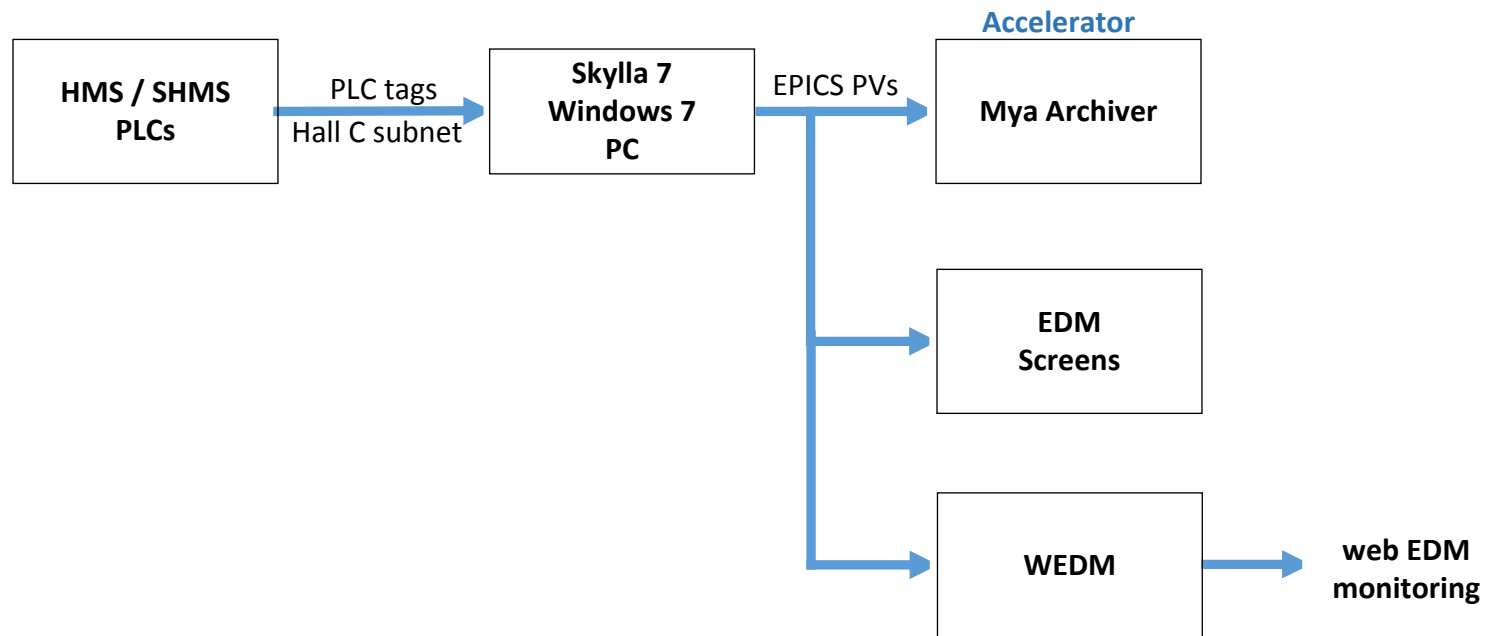 Accelerator
HMS / SHMS
PLCs
PLC tags
Hall C subnet
Skylla 7
Windows 7
PC
EPICS PVs
Mya Archiver
EDM
Screens
WEDM
web EDM
monitoring